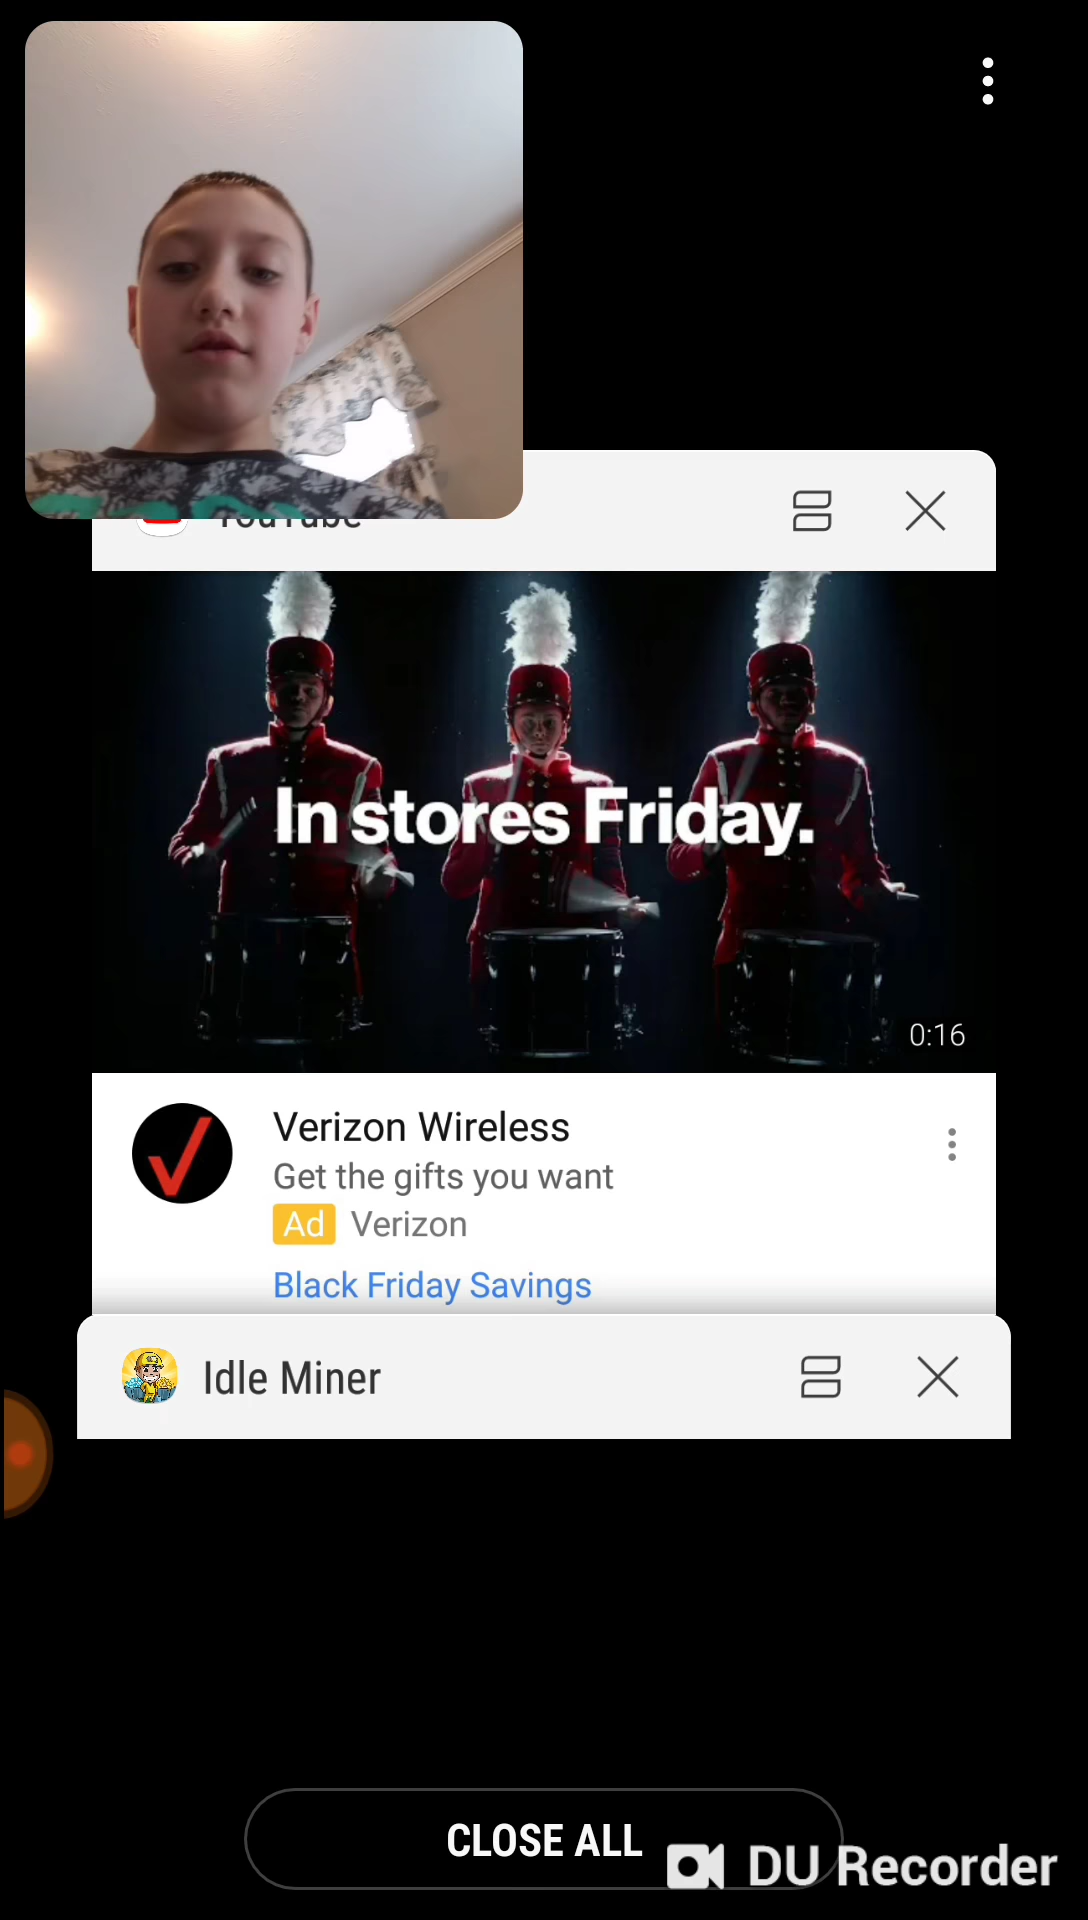 YouTube
In stores Friday.
0:16
Verizon Wireless
Get the gifts you want
Ad Verizon
Black Friday Savings
Idle Miner
CLOSE ALL
DU Recorder